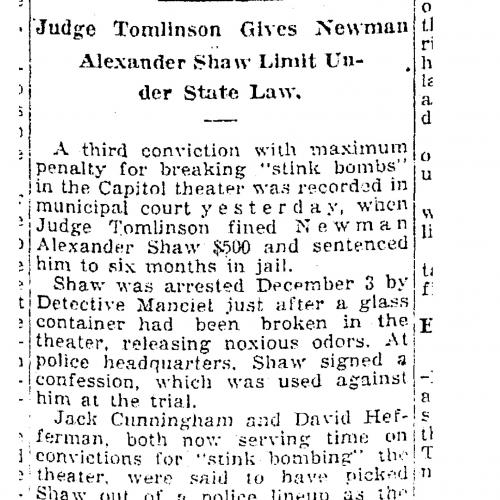 Judge Tomlinson Gives Newman
Alexander Shaw Limit Un-
der State Law.
A third conviction with maximum
penalty for breaking "stink bombs"
in the Capitol theater was recorded in
municipal court yesterday, when
Judge Tomlinson fined Newman
Alexander Shaw $500 and sentenced
him to six months in jail.
Shaw was arrested December 3 by
Detective Manciet just after a glass
container had been broken in the
theater, releasing noxious odors. At
police headquarters, Shaw signed a
confession, which was used against
him at the trial.
Jack Cunningham and David Hef-
ferman, both now serving time on
convictions for "stink bombing" the
theater, were said to have picked
Shaw out of a police lineup as the